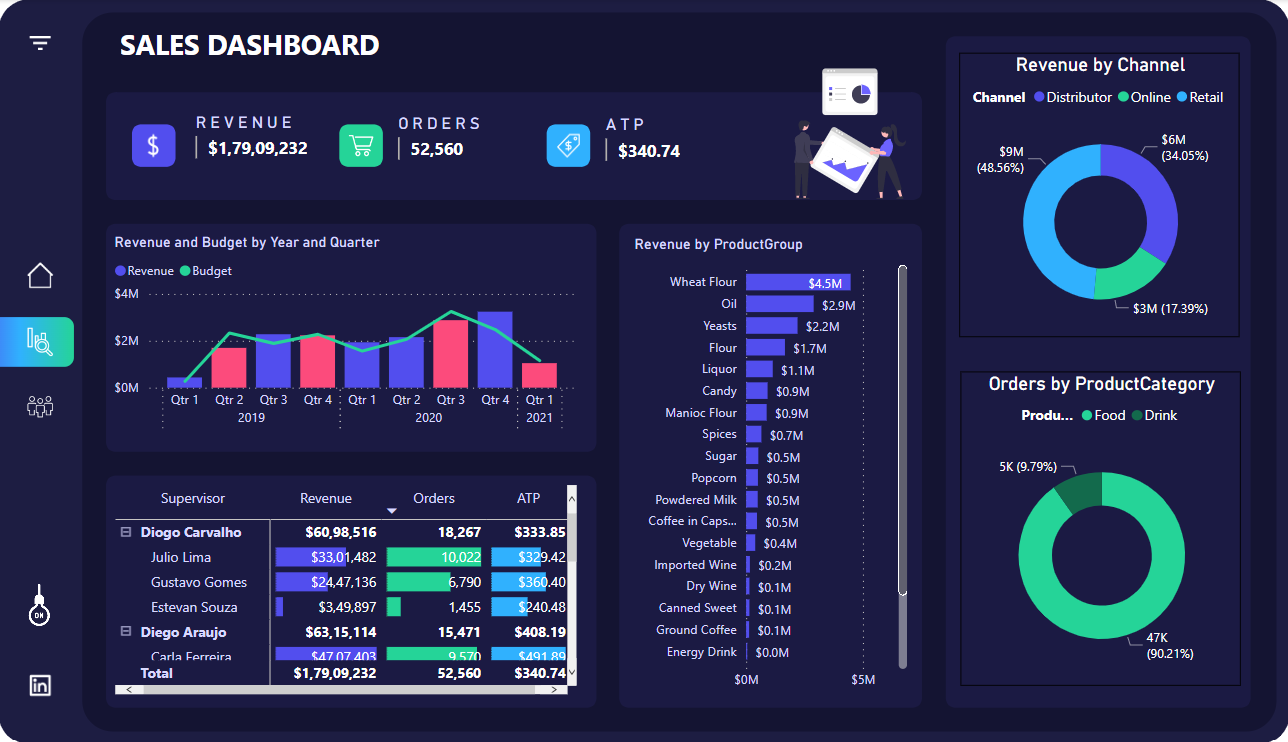 SALES DASHBOARD
REVENUE
$1,79,09,232
ORDERS
52,560
ATP
$340.74
$
$
Revenue and Budget by Year and Quarter
Revenue Budget
$4M
$2M
$0M
Qtr 1 Qtr 2 Qtr 3 Qtr 4 Qtr 1 Qtr 2 Qtr 3 Qtr 4 Qtr 1
2019 2020 2021
Supervisor Revenue Orders ATP
Diogo Carvalho $60,98,516 18,267 $333.85
Julio Lima $33,01,482 10,022 $329.42
Gustavo Gomes $24,47,136 6,790 $360.40
Estevan Souza $3,49,897 1,455 $240.48
Diego Araujo $63,15,114 15,471 $408.19
Carla Ferreira $47,07,403 9,570 $491.89
Total $1,79,09,232 52,560 $340.74
Revenue by ProductGroup
Wheat Flour $4.5M
Oil $2.9M
Yeasts $2.2M
Flour $1.7M
Liquor $1.1M
Candy $0.9M
Manioc Flour $0.9M
Spices $0.7M
Sugar $0.5M
Popcorn $0.5M
Powdered Milk $0.5M
Coffee in Caps... $0.5M
Vegetable $0.4M
Imported Wine $0.2M
Dry Wine $0.1M
Canned Sweet $0.1M
Ground Coffee $0.1M
Energy Drink $0.0M
$0M $5M
Revenue by Channel
Channel Distributor Online Retail
$6M
(34.05%)
$9M
(48.56%)
$3M (17.39%)
Orders by ProductCategory
Produ... Food Drink
5K (9.79%)
47K
(90.21%)
ON
in